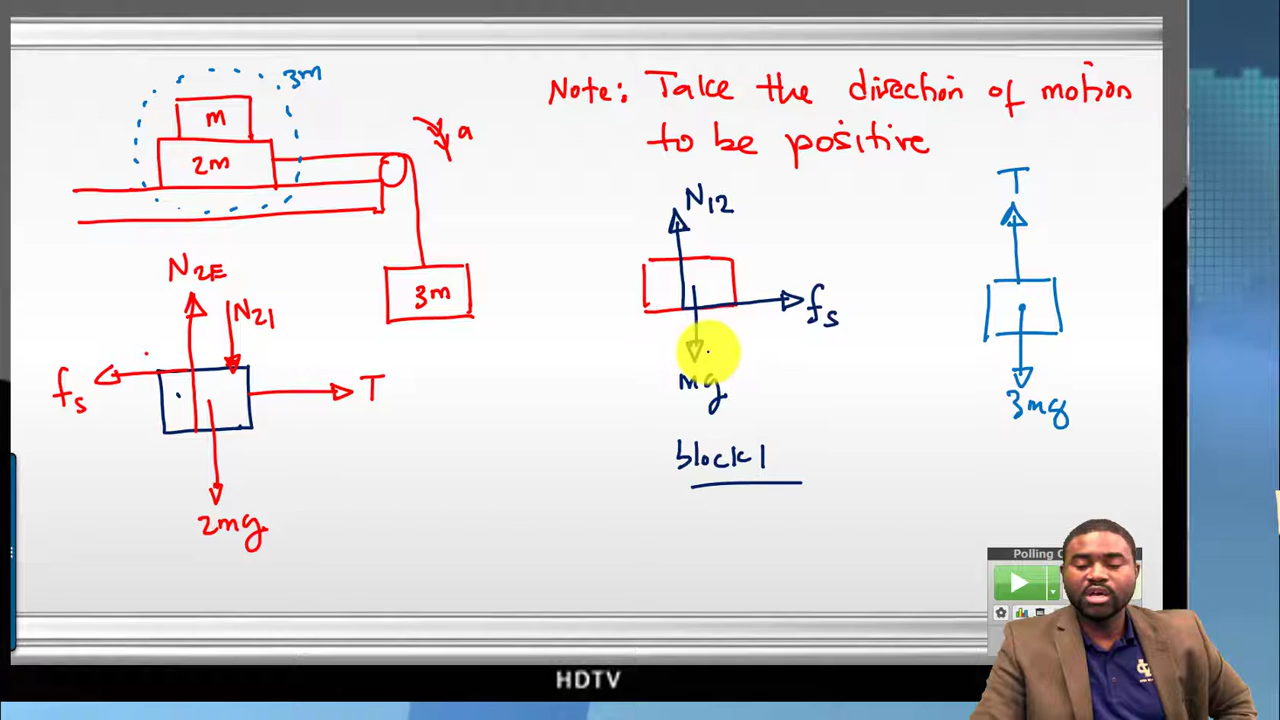 Note: Take the direction of motion
to be positive
3m
m
2m
a
3m
N2E
N21
fs
T
2mg
N12
fs
mg
block 1
T
3mg
Polling
HDTV